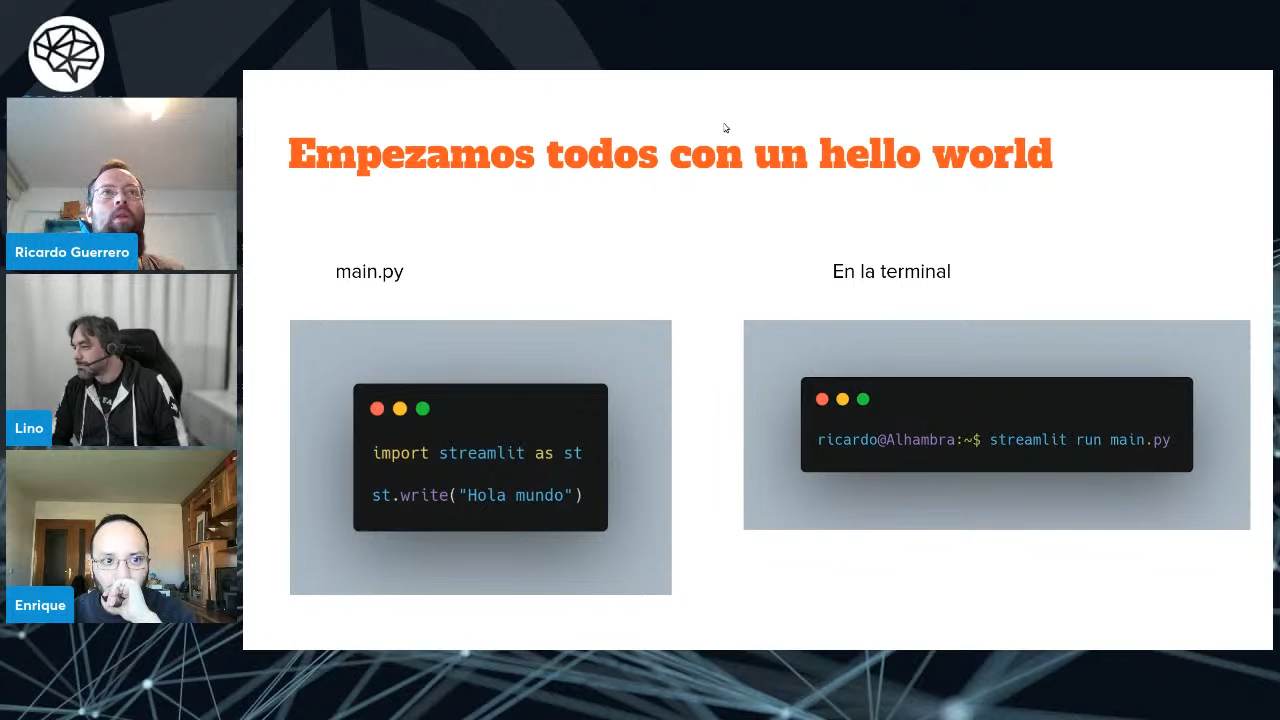 Ricardo Guerrero
Lino
Enrique
Empezamos todos con un hello world
main.py
En la terminal
import streamlit as st
st.write("Hola mundo")
ricardo@Alhambra:~$ streamlit run main.py